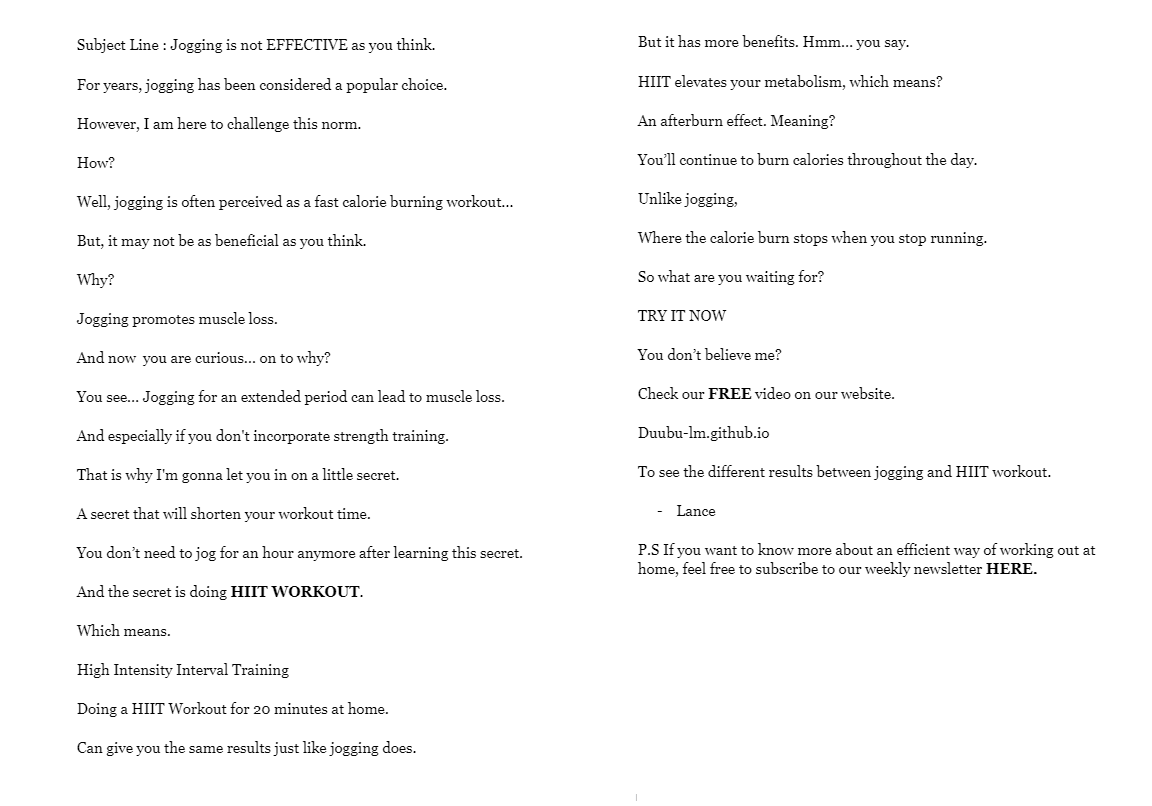 Subject Line : Jogging is not EFFECTIVE as you think.
For years, jogging has been considered a popular choice.
However, I am here to challenge this norm.
How?
Well, jogging is often perceived as a fast calorie burning workout...
But, it may not be as beneficial as you think.
Why?
Jogging promotes muscle loss.
And now  you are curious... on to why?
You see... Jogging for an extended period can lead to muscle loss.
And especially if you don't incorporate strength training.
That is why I'm gonna let you in on a little secret.
A secret that will shorten your workout time.
You don’t need to jog for an hour anymore after learning this secret.
And the secret is doing HIIT WORKOUT.
Which means.
High Intensity Interval Training
Doing a HIIT Workout for 20 minutes at home.
Can give you the same results just like jogging does.
But it has more benefits. Hmm... you say.
HIIT elevates your metabolism, which means?
An afterburn effect. Meaning?
You’ll continue to burn calories throughout the day.
Unlike jogging,
Where the calorie burn stops when you stop running.
So what are you waiting for?
TRY IT NOW
You don’t believe me?
Check our FREE video on our website.
Duubu-lm.github.io
To see the different results between jogging and HIIT workout.
- Lance
P.S If you want to know more about an efficient way of working out at
home, feel free to subscribe to our weekly newsletter HERE.